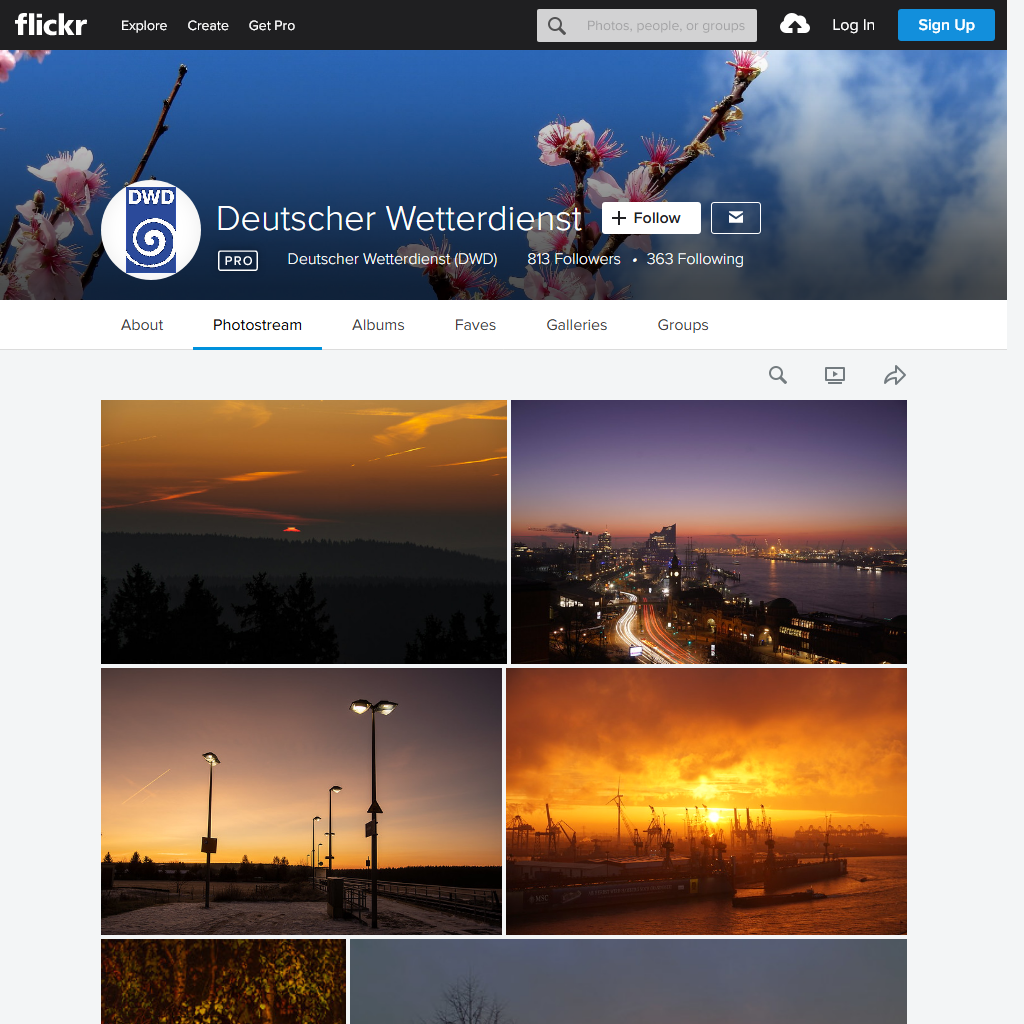 flickr Explore Create Get Pro Photos, people, or groups Log In Sign Up
DWD
Deutscher Wetterdienst + Follow
PRO Deutscher Wetterdienst (DWD) 813 Followers • 363 Following
About Photostream Albums Faves Galleries Groups